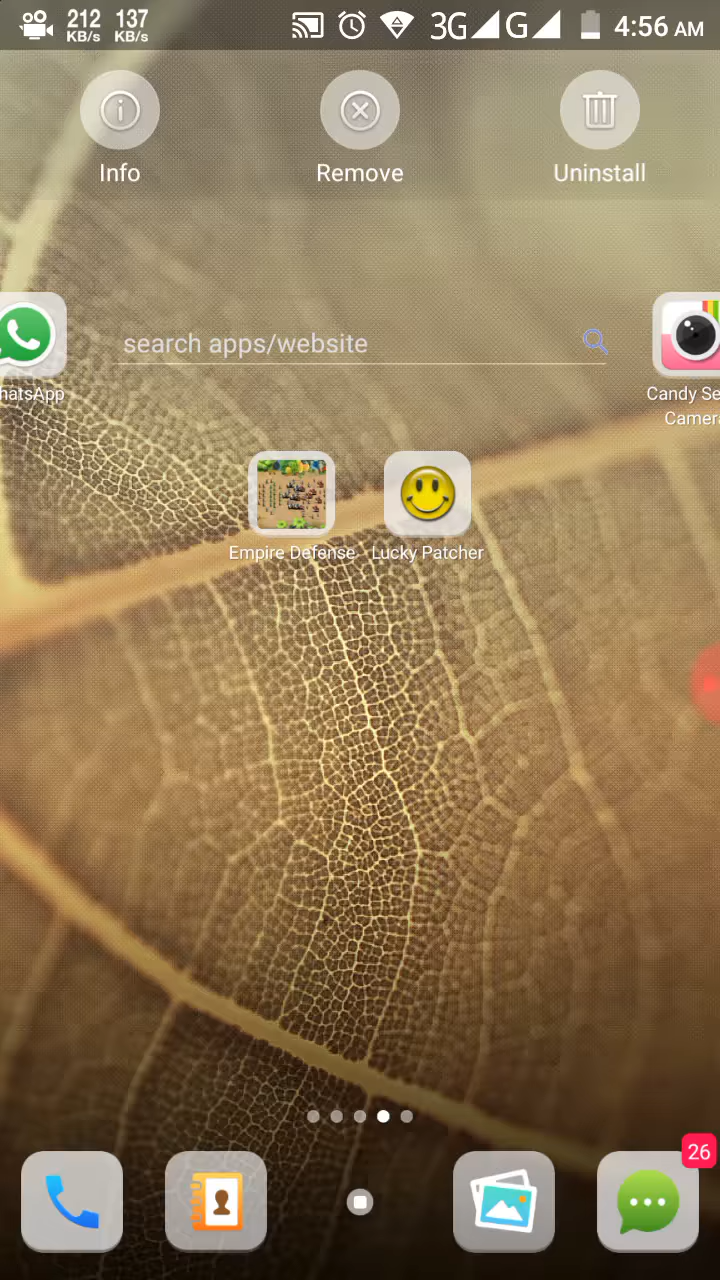 212 137 3G G 4:56 AM
KB/s KB/s
Info Remove Uninstall
search apps/website
hatsApp
Candy Se
Camera
Empire Defense Lucky Patcher
26